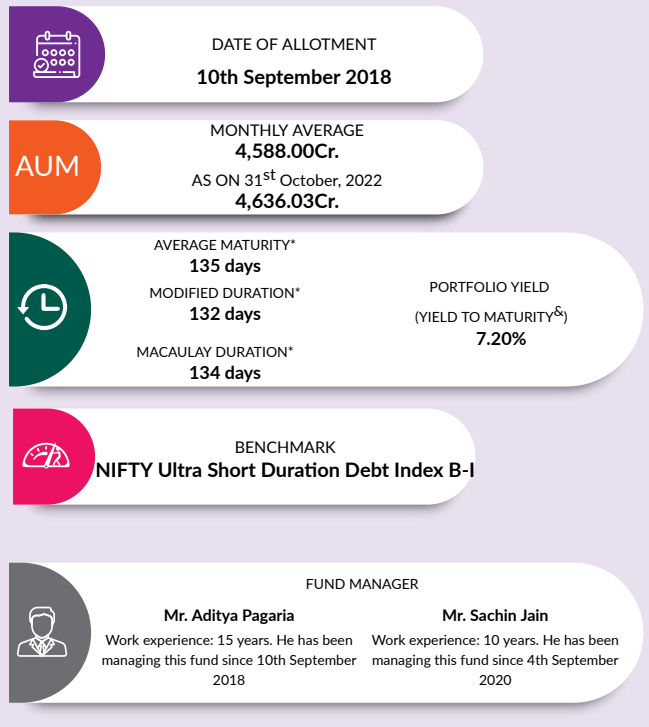 DATE OF ALLOTMENT
10th September 2018
AUM
MONTHLY AVERAGE
4,588.00Cr.
AS ON 31st October, 2022
4,636.03Cr.
AVERAGE MATURITY*
135 days
MODIFIED DURATION*
132 days
MACAULAY DURATION*
134 days
PORTFOLIO YIELD
(YIELD TO MATURITY&)
7.20%
BENCHMARK
NIFTY Ultra Short Duration Debt Index B-I
FUND MANAGER
Mr. Aditya Pagaria
Work experience: 15 years. He has been
managing this fund since 10th September
2018
Mr. Sachin Jain
Work experience: 10 years. He has been
managing this fund since 4th September
2020